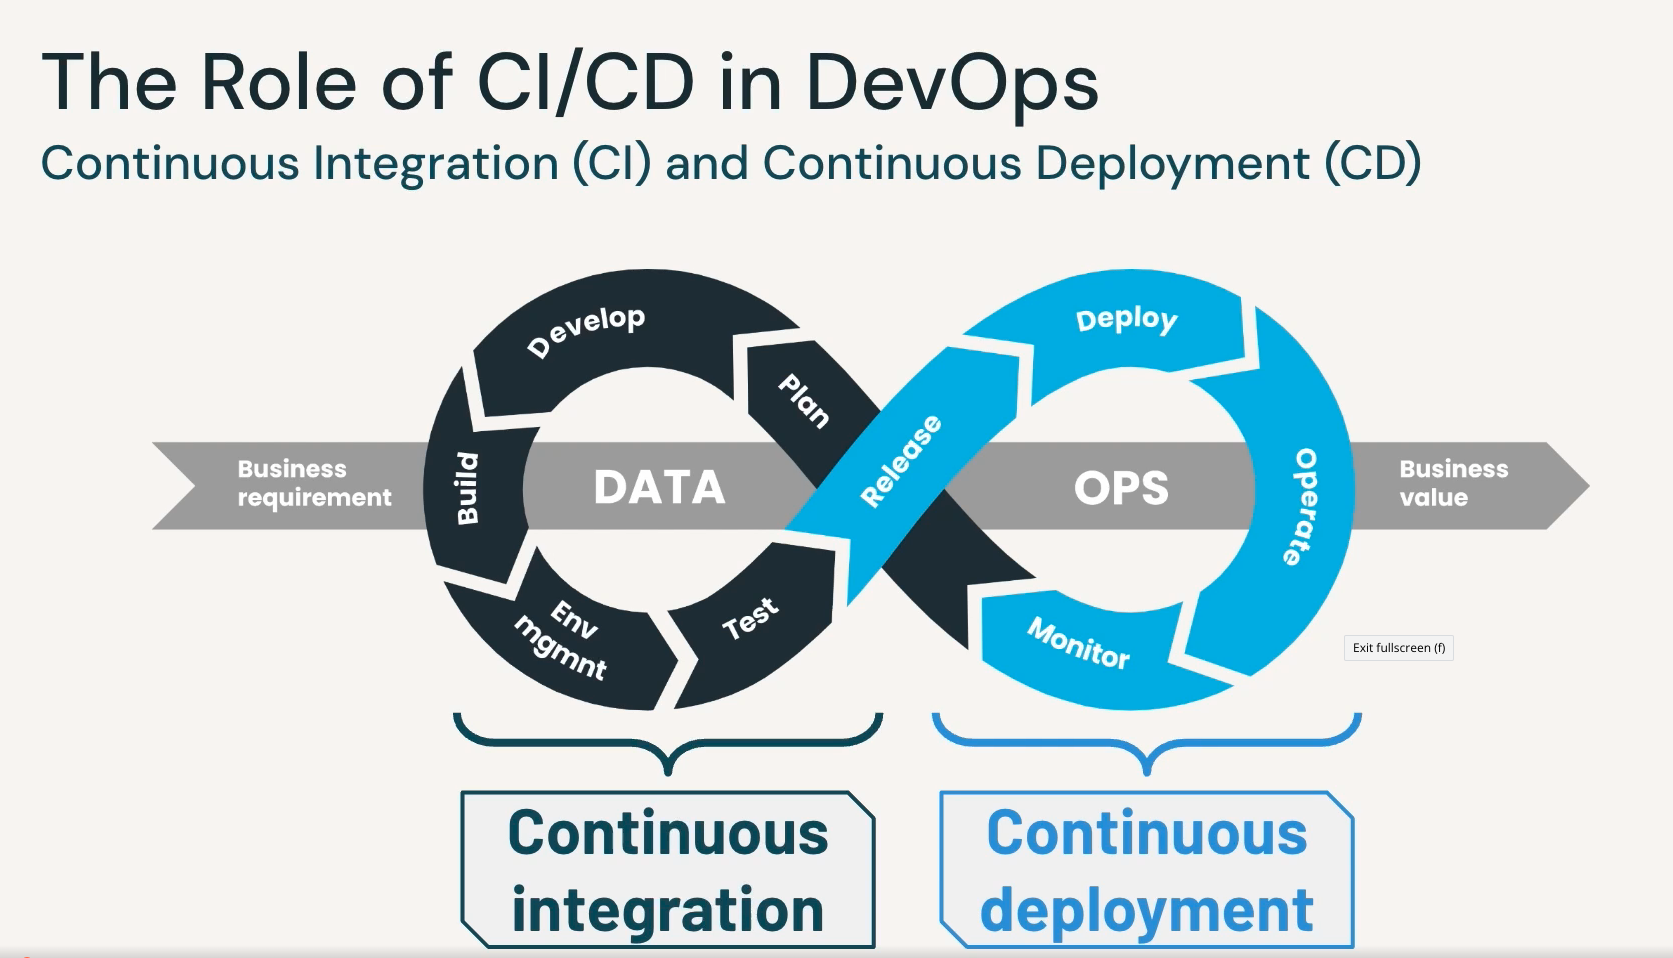 The Role of CI/CD in DevOps
Continuous Integration (CI) and Continuous Deployment (CD)
Develop
Plan
Build
Env
mgmnt
Test
Release
Deploy
Operate
Monitor
Business
requirement
DATA
OPS
Business
value
Exit fullscreen (f)
Continuous
integration
Continuous
deployment